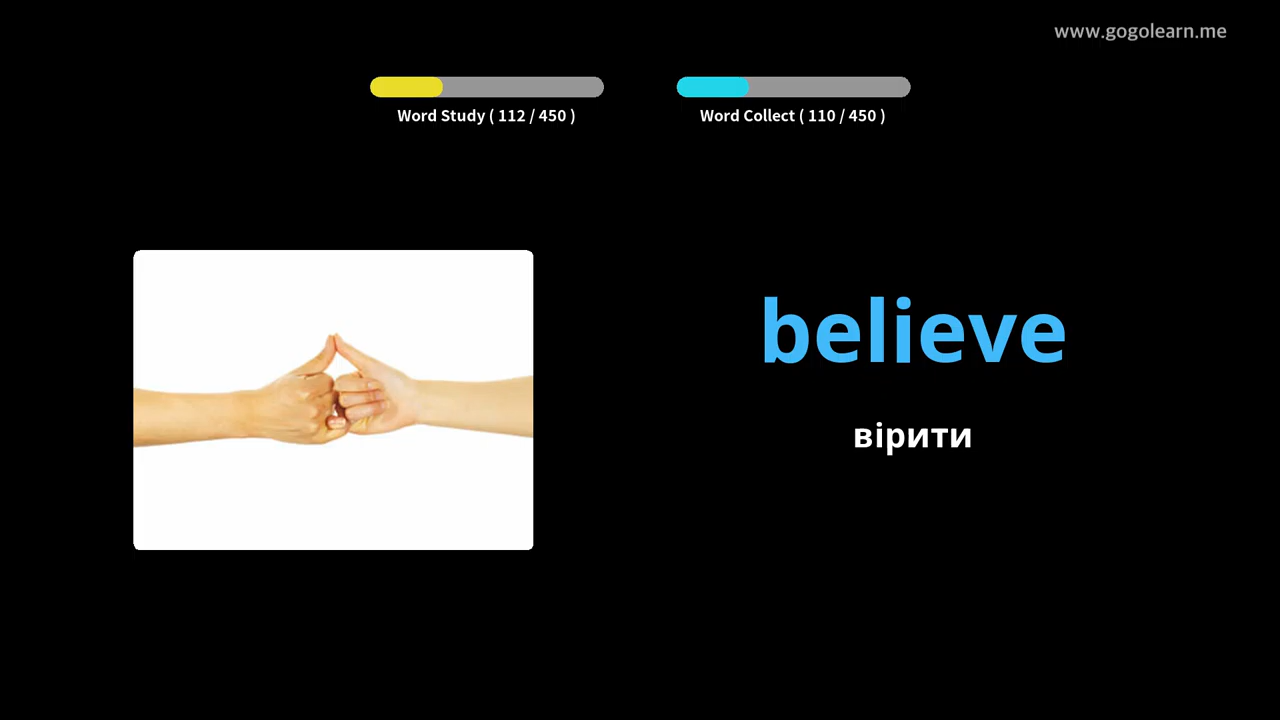 www.gogolearn.me
Word Study ( 112 / 450 )
Word Collect ( 110 / 450 )
believe
вірити